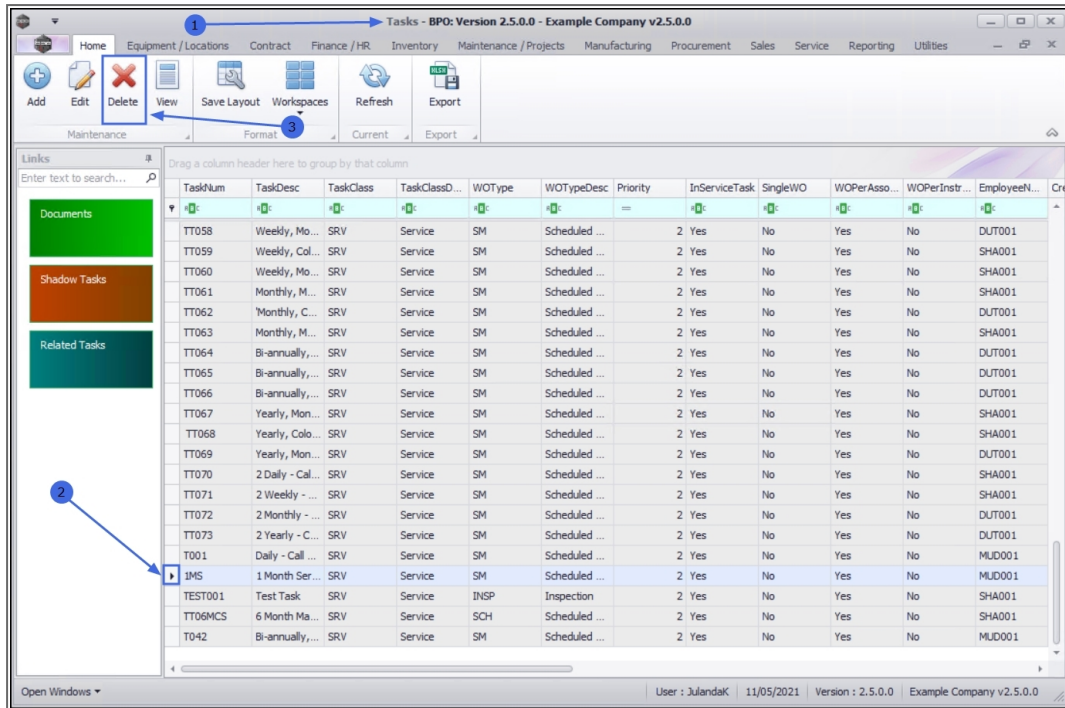 1
Tasks - BPO: Version 2.5.0.0 - Example Company v2.5.0.0
Home Equipment / Locations Contract Finance / HR Inventory Maintenance / Projects Manufacturing Procurement Sales Service Reporting Utilities
Add Edit Delete View Save Layout Workspaces Refresh Export
3
Maintenance Format Current Export
Links
Enter text to search...
Documents
Shadow Tasks
Related Tasks
Drag a column header here to group by that column
TaskNum TaskDesc TaskClass TaskClassD... WOType WOTypeDesc Priority InServiceTask SingleWO WOPerAsso... WOPerInstr... EmployeeN... Cre
=
TT058 Weekly, Mo... SRV Service SM Scheduled ... 2 Yes No Yes No DUT001
TT059 Weekly, Col... SRV Service SM Scheduled ... 2 Yes No Yes No SHA001
TT060 Weekly, Mo... SRV Service SM Scheduled ... 2 Yes No Yes No SHA001
TT061 Monthly, M... SRV Service SM Scheduled ... 2 Yes No Yes No SHA001
TT062 'Monthly, C... SRV Service SM Scheduled ... 2 Yes No Yes No DUT001
TT063 Monthly, M... SRV Service SM Scheduled ... 2 Yes No Yes No SHA001
TT064 Bi-annually,... SRV Service SM Scheduled ... 2 Yes No Yes No DUT001
TT065 Bi-annually,... SRV Service SM Scheduled ... 2 Yes No Yes No DUT001
TT066 Bi-annually,... SRV Service SM Scheduled ... 2 Yes No Yes No DUT001
TT067 Yearly, Mon... SRV Service SM Scheduled ... 2 Yes No Yes No SHA001
TT068 Yearly, Colo... SRV Service SM Scheduled ... 2 Yes No Yes No SHA001
TT069 Yearly, Mon... SRV Service SM Scheduled ... 2 Yes No Yes No DUT001
TT070 2 Daily - Cal... SRV Service SM Scheduled ... 2 Yes No Yes No SHA001
TT071 2 Weekly - ... SRV Service SM Scheduled ... 2 Yes No Yes No SHA001
TT072 2 Monthly - ... SRV Service SM Scheduled ... 2 Yes No Yes No DUT001
TT073 2 Yearly - C... SRV Service SM Scheduled ... 2 Yes No Yes No DUT001
T001 Daily - Call ... SRV Service SM Scheduled ... 2 Yes No Yes No MUD001
1MS 1 Month Ser... SRV Service SM Scheduled ... 2 Yes No Yes No MUD001
TEST001 Test Task SRV Service INSP Inspection 2 Yes No Yes No SHA001
TT06MCS 6 Month Ma... SRV Service SCH Scheduled ... 2 Yes No Yes No SHA001
T042 Bi-annually,... SRV Service SM Scheduled ... 2 Yes No Yes No MUD001
2
Open Windows User : JulandaK 11/05/2021 Version : 2.5.0.0 Example Company v2.5.0.0